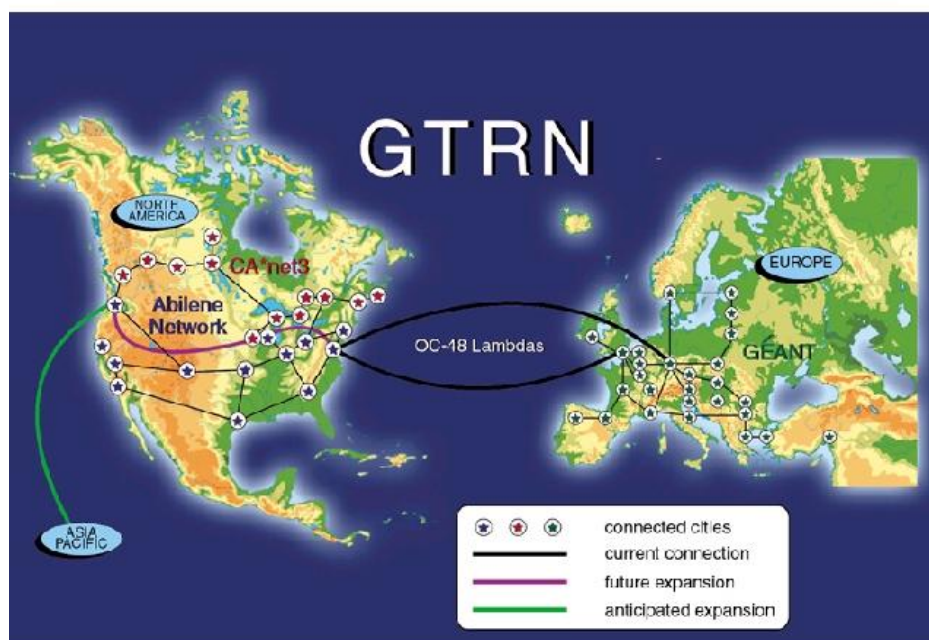 GTRN
NORTH
AMERICA
CA*net3
EUROPE
Abilene
Network
OC-48 Lambdas
GÉANT
ASIA
PACIFIC
connected cities
current connection
future expansion
anticipated expansion